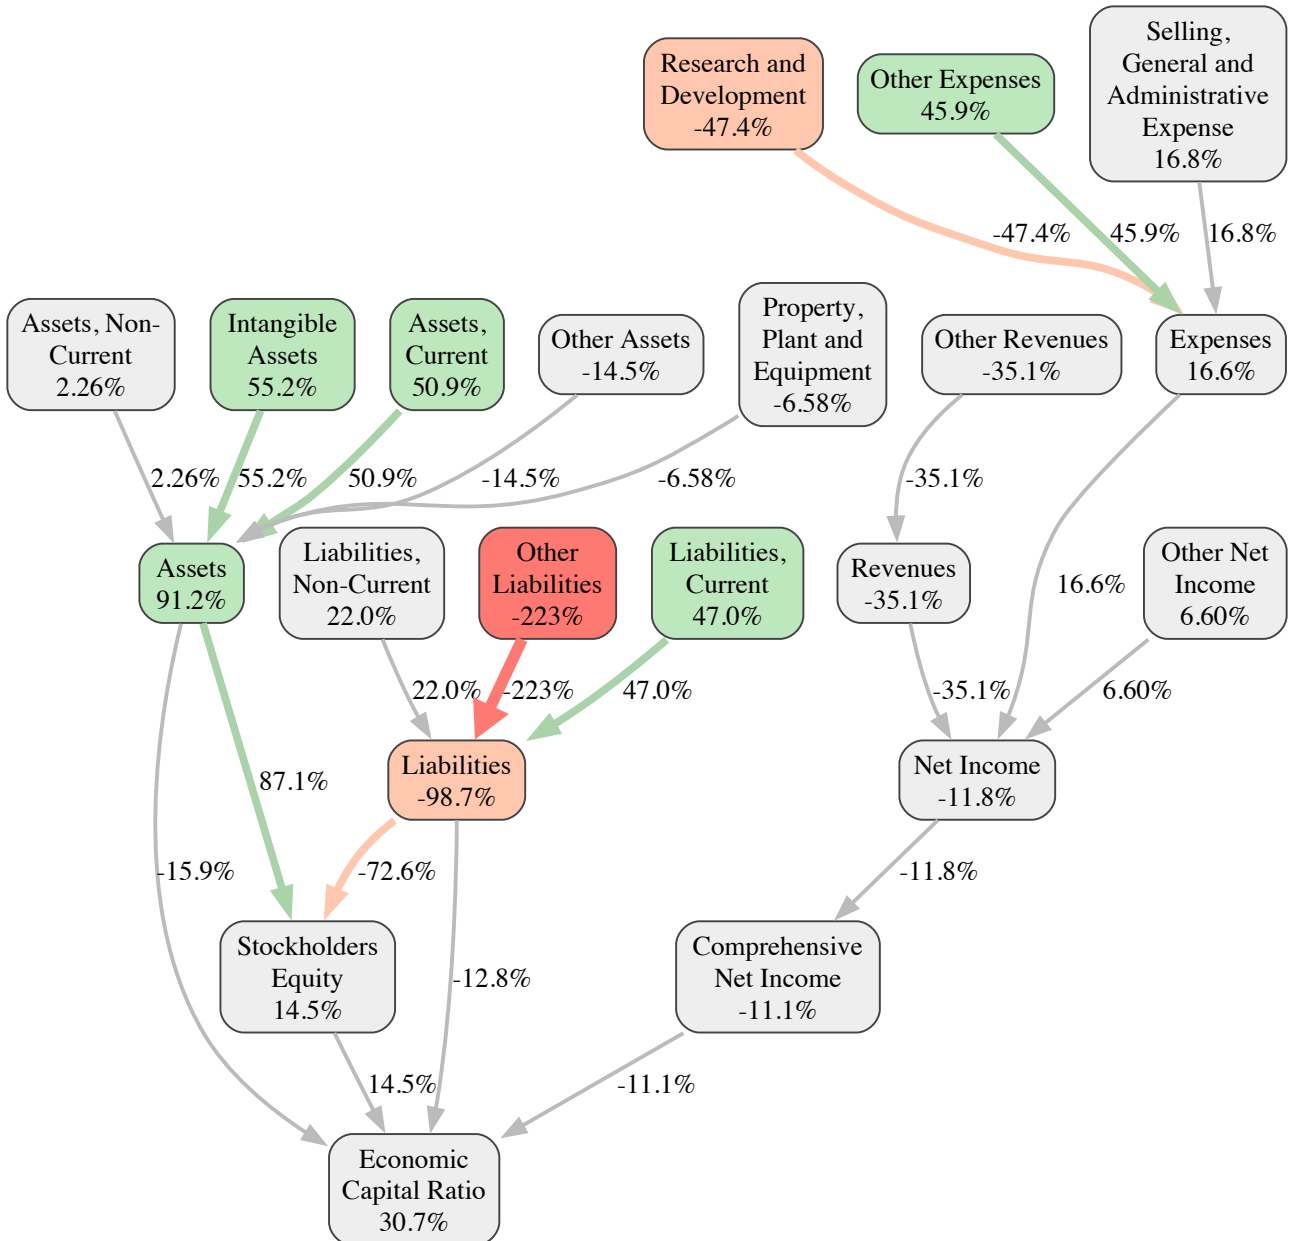 Research and
Development
-47.4%
Other Expenses
45.9%
Selling,
General and
Administrative
Expense
16.8%
-47.4%
45.9%
16.8%
Assets, Non-
Current
2.26%
Intangible
Assets
55.2%
Assets,
Current
50.9%
Other Assets
-14.5%
Property,
Plant and
Equipment
-6.58%
Other Revenues
-35.1%
Expenses
16.6%
2.26%
55.2%
50.9%
-14.5%
-6.58%
-35.1%
Assets
91.2%
Liabilities,
Non-Current
22.0%
Other
Liabilities
-223%
Liabilities,
Current
47.0%
Revenues
-35.1%
16.6%
Other Net
Income
6.60%
22.0%
-223%
47.0%
-35.1%
6.60%
87.1%
Liabilities
-98.7%
Net Income
-11.8%
-15.9%
-72.6%
-11.8%
Stockholders
Equity
14.5%
-12.8%
Comprehensive
Net Income
-11.1%
14.5%
-11.1%
Economic
Capital Ratio
30.7%